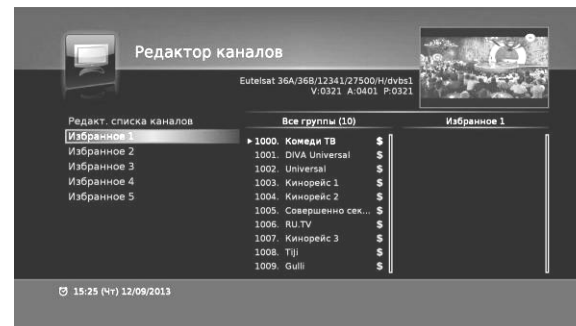 Редактор каналов
Eutelsat 36A/36B/12341/27500/H/dvbs1
V:0321 A:0401 P:0321
Редакт. списка каналов
Избранное 1
Избранное 2
Избранное 3
Избранное 4
Избранное 5
Все группы (10)
1000. Комеди ТВ $
1001. DIVA Universal $
1002. Universal $
1003. Кинорейс 1 $
1004. Кинорейс 2 $
1005. Совершенно сек... $
1006. RU.TV $
1007. Кинорейс 3 $
1008. Tiji $
1009. Gulli $
Избранное 1
15:25 (Чт) 12/09/2013